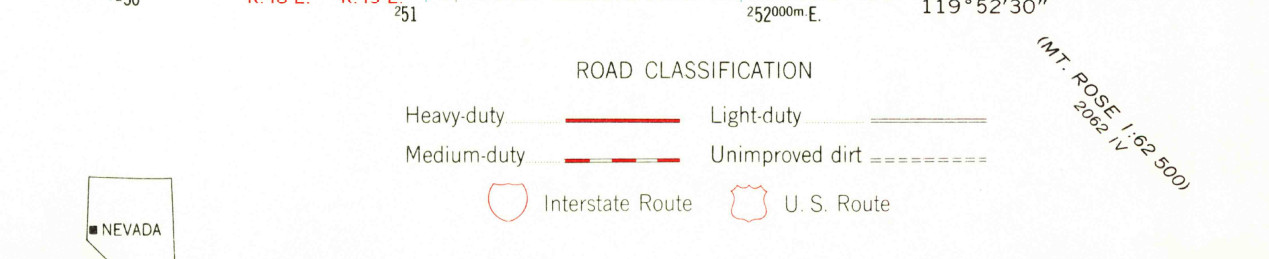 ²51
²52000m.E.
119°52'30"
ROAD CLASSIFICATION
Heavy-duty
Light-duty
Medium-duty
Unimproved dirt
Interstate Route
U. S. Route
NEVADA
(MT. ROSE 1:62 500)
2062 IV